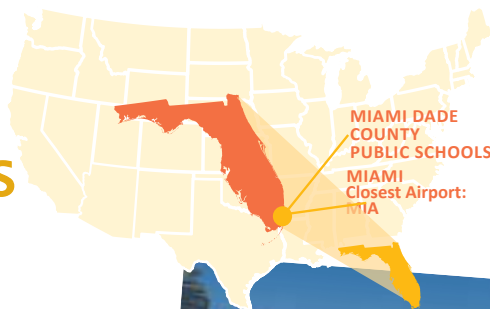 MIAMI DADE
COUNTY
PUBLIC SCHOOLS
S
MIAMI
Closest Airport:
MIA